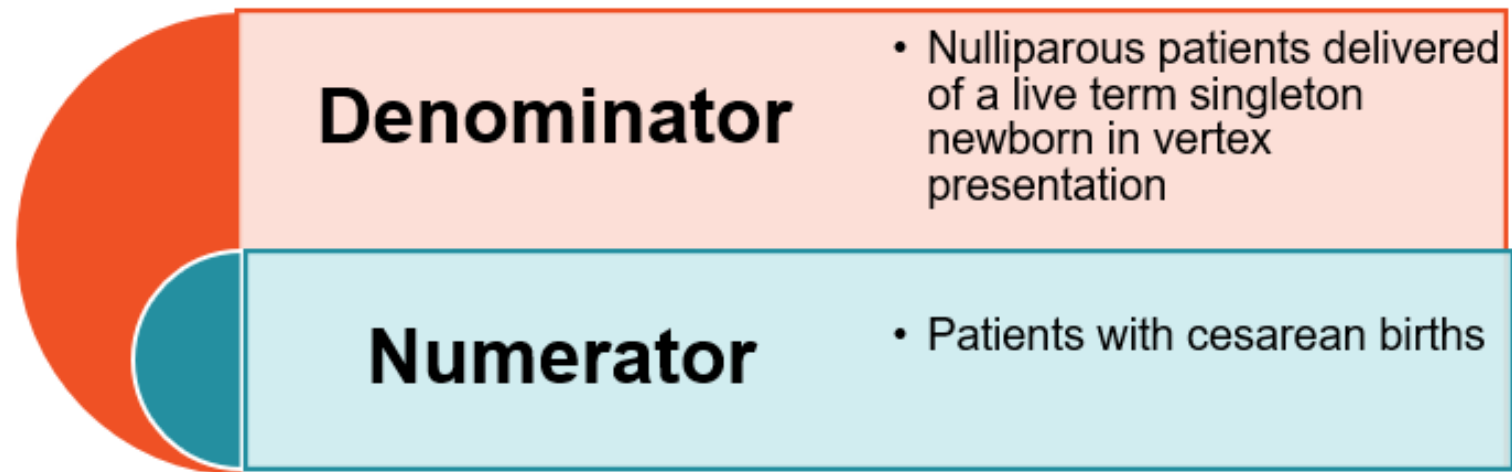 Denominator
• Nulliparous patients delivered
of a live term singleton
newborn in vertex
presentation
Numerator
• Patients with cesarean births